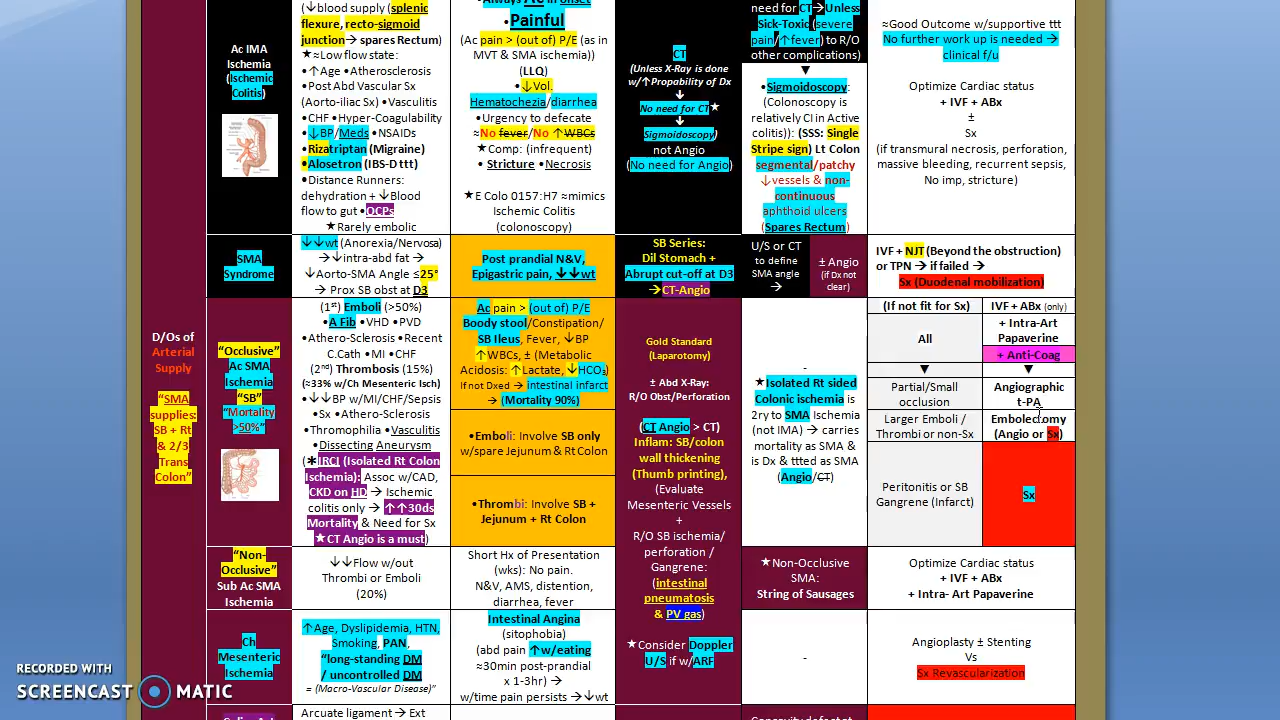 D/Os of
Arterial
Supply
“SMA
supplies:
SB + Rt
& 2/3
Trans
Colon”
Ac IMA
Ischemia
(Ischemic
Colitis)
(↓blood supply (splenic
flexure, recto-sigmoid
junction→ spares Rectum)
★≈Low flow state:
•↑Age •Atherosclerosis
•Post Abd Vascular Sx
(Aorto-iliac Sx) •Vasculitis
•CHF •Hyper-Coagulability
•↓BP/Meds •NSAIDs
•Rizatriptan (Migraine)
•Alosetron (IBS-D ttt)
•Distance Runners:
dehydration + ↓Blood
flow to gut •OCPs
★Rarely embolic
•Always Ac in onset
•Painful
(Ac pain > (out of) P/E (as in
MVT & SMA ischemia))
(LLQ)
•↓Vol.
Hematochezia/diarrhea
•Urgency to defecate
≈No fever/No ↑WBCs
★Comp: (infrequent)
• Stricture •Necrosis
★E Colo 0157:H7 ≈mimics
Ischemic Colitis
(colonoscopy)
CT
(Unless X-Ray is done
w/↑Propability of Dx
↓
No need for CT★
↓
Sigmoidoscopy)
not Angio
(No need for Angio)
need for CT→Unless
Sick-Toxic (severe
pain/↑fever) to R/O
other complications)
▼
•Sigmoidoscopy:
(Colonoscopy is
relatively CI in Active
colitis)): (SSS: Single
Stripe sign) Lt Colon
segmental/patchy
↓vessels & non-
continuous
aphthoid ulcers
(Spares Rectum)
≈Good Outcome w/supportive ttt
No further work up is needed →
clinical f/u
Optimize Cardiac status
+ IVF + ABx
±
Sx
(if transmural necrosis, perforation,
massive bleeding, recurrent sepsis,
No imp, stricture)
SMA
Syndrome
↓↓wt (Anorexia/Nervosa)
→↓intra-abd fat →
↓Aorto-SMA Angle ≤25°
→ Prox SB obst at D3
Post prandial N&V,
Epigastric pain, ↓↓wt
SB Series:
Dil Stomach +
Abrupt cut-off at D3
→CT-Angio
U/S or CT
to define
SMA angle
→
± Angio
(if Dx not
clear)
IVF + NJT (Beyond the obstruction)
or TPN → if failed →
Sx (Duodenal mobilization)
“Occlusive”
Ac SMA
Ischemia
“SB”
“Mortality
>50%”
(1st) Emboli (>50%)
•A Fib •VHD •PVD
•Athero-Sclerosis •Recent
C.Cath •MI •CHF
(2nd) Thrombosis (15%)
(≈33% w/Ch Mesenteric Isch)
•↓↓BP w/MI/CHF/Sepsis
•Sx •Athero-Sclerosis
•Thromophilia •Vasculitis
•Dissecting Aneurysm
(∗IRCI (Isolated Rt Colon
Ischemia): Assoc w/CAD,
CKD on HD → Ischemic
colitis only → ↑↑30ds
Mortality & Need for Sx
★CT Angio is a must)
Ac pain > (out of) P/E
Boody stool/Constipation/
SB Ileus, Fever, ↓BP
↑WBCs, ± (Metabolic
Acidosis: ↑Lactate, ↓HCO₃)
If not Dxed → intestinal infarct
→ (Mortality 90%)
•Emboli: Involve SB only
w/spare Jejunum & Rt Colon
•Thrombi: Involve SB +
Jejunum + Rt Colon
Gold Standard
(Laparotomy)
± Abd X-Ray:
R/O Obst/Perforation
(CT Angio > CT)
Inflam: SB/colon
wall thickening
(Thumb printing),
(Evaluate
Mesenteric Vessels
+
R/O SB ischemia/
perforation /
Gangrene:
(intestinal
pneumatosis
& PV gas)
★Consider Doppler
U/S if w/ARF
-
★Isolated Rt sided
Colonic ischemia is
2ry to SMA Ischemia
(not IMA) → carries
mortality as SMA &
is Dx & ttted as SMA
(Angio/CT)
(If not fit for Sx)
IVF + ABx (only)
All
+ Intra-Art
Papaverine
+ Anti-Coag
▼
▼
Partial/Small
occlusion
Angiographic
t-PA
Larger Emboli /
Thrombi or non-Sx
Embolectomy
(Angio or Sx)
Peritonitis or SB
Gangrene (Infarct)
Sx
“Non-
Occlusive”
Sub Ac SMA
Ischemia
↓↓Flow w/out
Thrombi or Emboli
(20%)
Short Hx of Presentation
(wks): No pain.
N&V, AMS, distention,
diarrhea, fever
★Non-Occlusive
SMA:
String of Sausages
Optimize Cardiac status
+ IVF + ABx
+ Intra- Art Papaverine
Ch
Mesenteric
Ischemia
↑Age, Dyslipidemia, HTN,
Smoking, PAN,
“long-standing DM
/ uncontrolled DM
= (Macro-Vascular Disease)”
Intestinal Angina
(sitophobia)
(abd pain ↑w/eating
≈30min post-prandial
x 1-3hr) →
w/time pain persists →↓wt
-
Angioplasty ± Stenting
Vs
Sx Revascularization
Arcuate ligament → Ext
RECORDED WITH
SCREENCAST MATIC